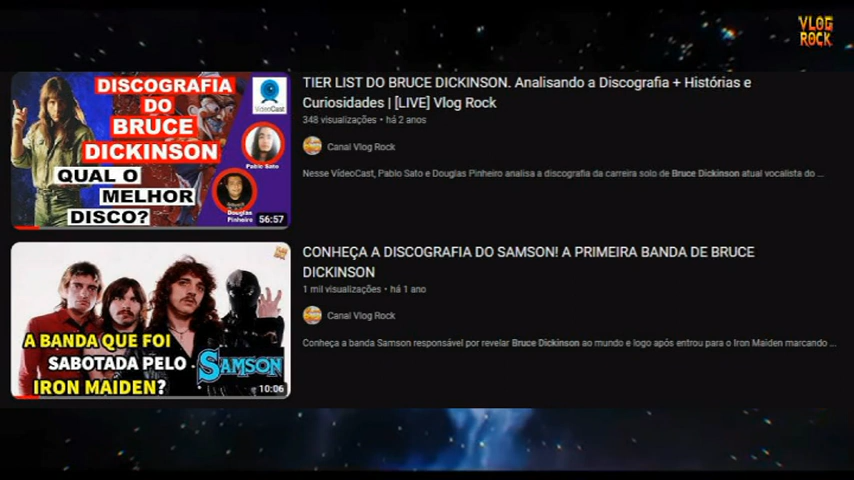 VLOG
ROCK
DISCOGRAFIA
DO
BRUCE
DICKINSON
QUAL O
MELHOR
DISCO?
VídeoCast
Pablo Sato
Douglas
Pinheiro
56:57
TIER LIST DO BRUCE DICKINSON. Analisando a Discografia + Histórias e
Curiosidades | [LIVE] Vlog Rock
348 visualizações • há 2 anos
Canal Vlog Rock
Nesse VídeoCast, Pablo Sato e Douglas Pinheiro analisa a discografia da carreira solo de Bruce Dickinson atual vocalista do ...
A BANDA QUE FOI
SABOTADA PELO
IRON MAIDEN?
SAMSON
10:06
CONHEÇA A DISCOGRAFIA DO SAMSON! A PRIMEIRA BANDA DE BRUCE
DICKINSON
1 mil visualizações • há 1 ano
Canal Vlog Rock
Conheça a banda Samson responsável por revelar Bruce Dickinson ao mundo e logo após entrou para o Iron Maiden marcando ...